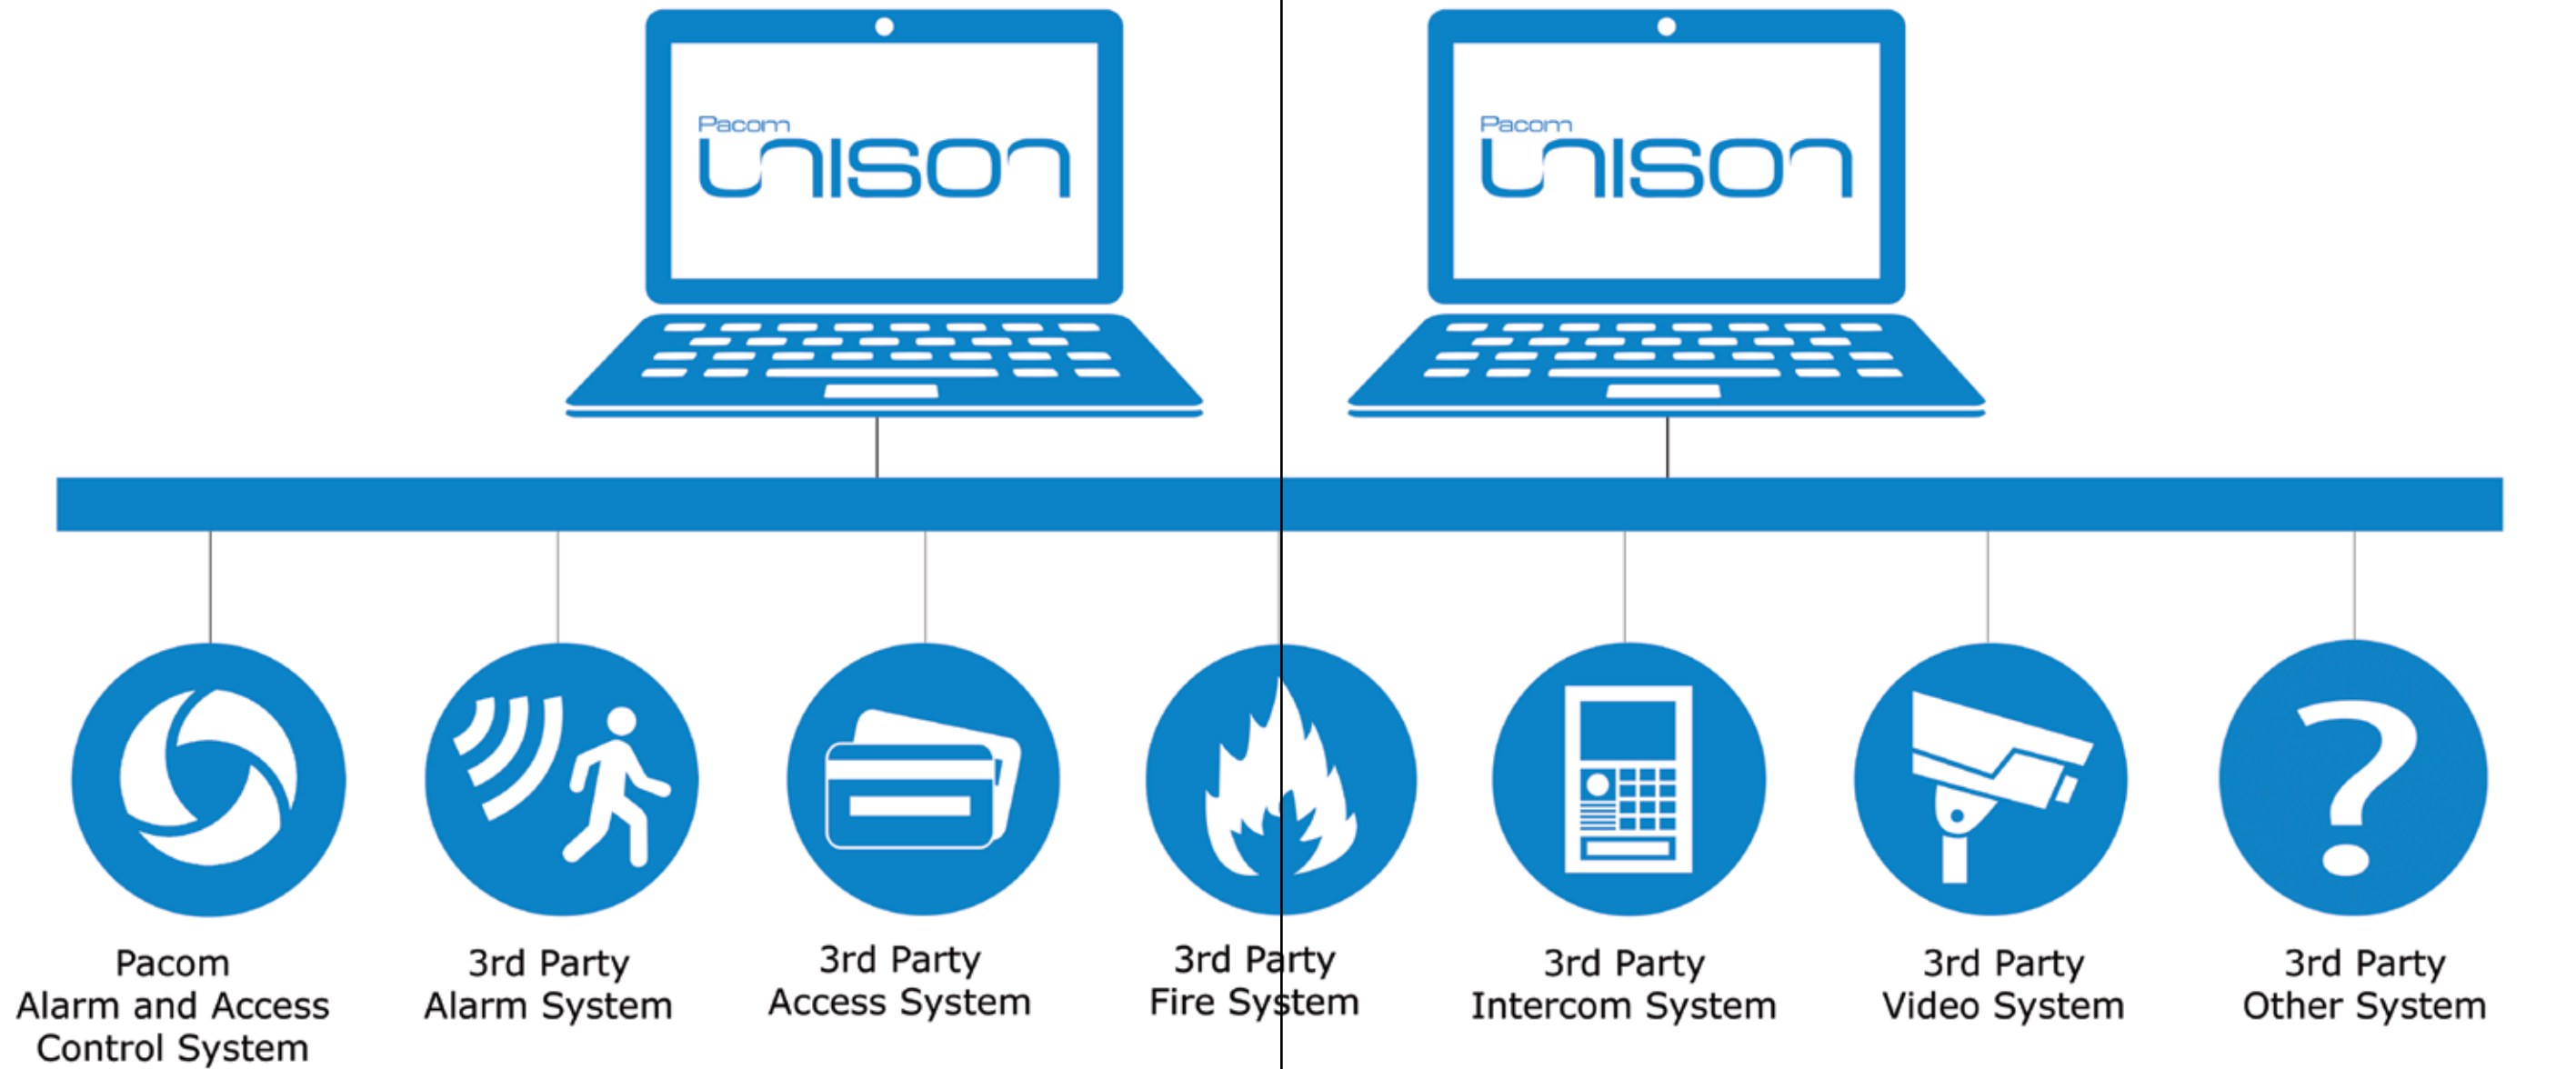 Pacom
unison
Pacom
unison
Pacom
Alarm and Access
Control System
3rd Party
Alarm System
3rd Party
Access System
3rd Party
Fire System
3rd Party
Intercom System
3rd Party
Video System
3rd Party
Other System